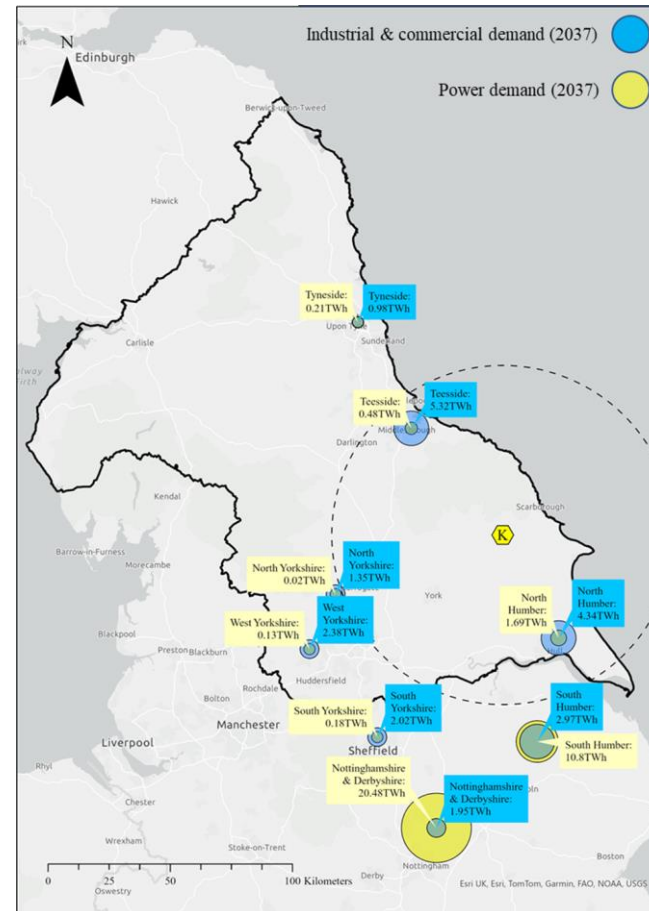 Industrial & commercial demand (2037)
N
Edinburgh
Power demand (2037)
Berwick-upon-Tweed
Hawick
Tyneside:
0.21TWh
Tyneside:
0.98TWh
Upon Tyne
Sunderland
Carlisle
Teesside:
0.48TWh
Teesside:
5.32TWh
Middlesbrough
Darlington
Kendal
Scarborough
K
Barrow-in-Furness
Morecambe
North Yorkshire:
0.02TWh
North
Yorkshire:
1.35TWh
York
West Yorkshire:
0.13TWh
West
Yorkshire:
2.38TWh
North
Humber:
1.69TWh
North
Humber:
4.34TWh
Hull
Blackpool
Preston
Blackburn
Huddersfield
Rochdale
Bolton
Manchester
Liverpool
South Yorkshire:
0.18TWh
South
Yorkshire:
2.02TWh
Sheffield
South
Humber:
2.97TWh
South Humber:
10.8TWh
Rhyl
Chester
Nottinghamshire
& Derbyshire:
20.48TWh
Nottinghamshire
& Derbyshire:
1.95TWh
Wrexham
Stoke-on-Trent
Boston
Derby
Nottingham
0 25 50 100 Kilometers
Oswestry
Esri UK, Esri, TomTom, Garmin, FAO, NOAA, USGS